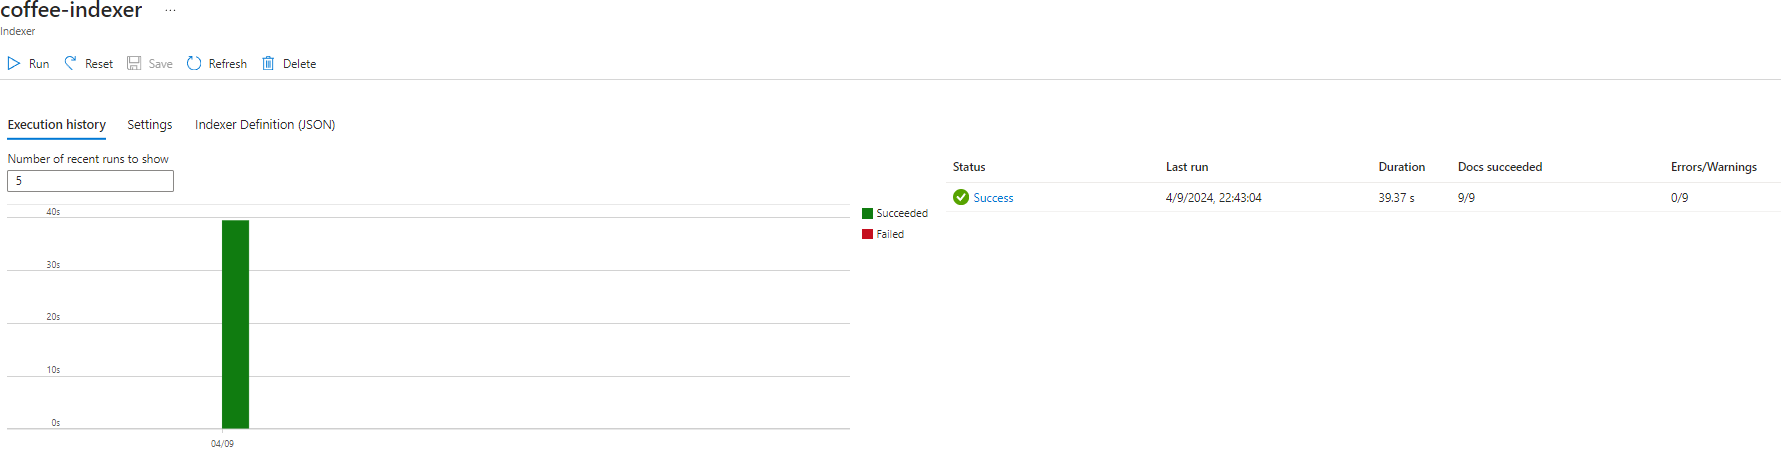 coffee-indexer ...
Indexer
Run Reset Save Refresh Delete
Execution history Settings Indexer Definition (JSON)
Number of recent runs to show
5
40s
30s
20s
10s
0s
04/09
Succeeded
Failed
Status Last run Duration Docs succeeded Errors/Warnings
Success 4/9/2024, 22:43:04 39.37 s 9/9 0/9